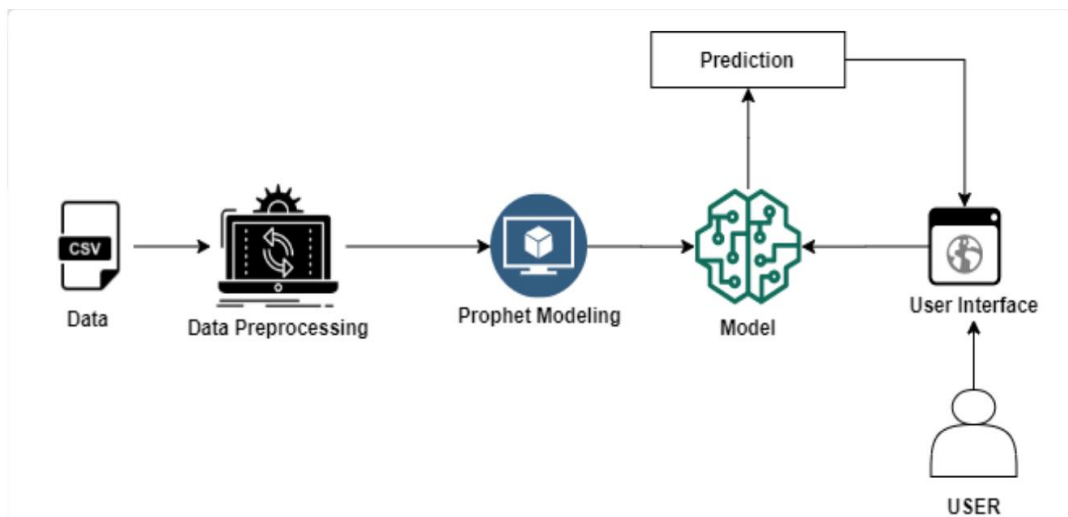 Prediction
CSV
Data
Data Preprocessing
Prophet Modeling
Model
User Interface
USER